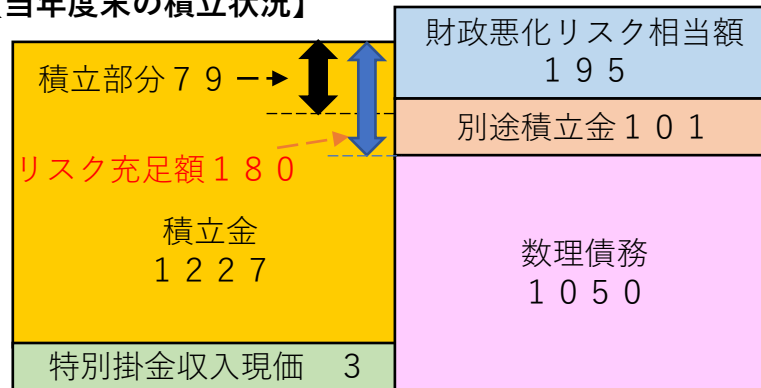 当年度末の積立状況】
財政悪化リスク相当額
１９５
積立部分７９
別途積立金１０１
リスク充足額１８０
積立金
１２２７
数理債務
１０５０
特別掛金収入現価　３